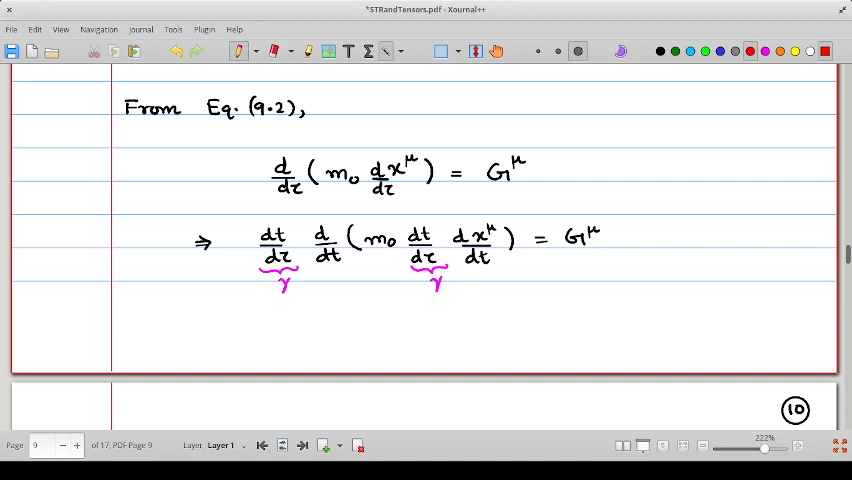 *STRandTensors.pdf - Xournal++
File Edit View Navigation Journal Tools Plugin Help
From Eq. (9.2),
d/dτ ( m₀ dx^μ/dτ ) = G^μ
⇒ dt/dτ d/dt ( m₀ dt/dτ dx^μ/dt ) = G^μ
γ γ
10
Page 9 of 17, PDF Page 9 Layer Layer 1 222%